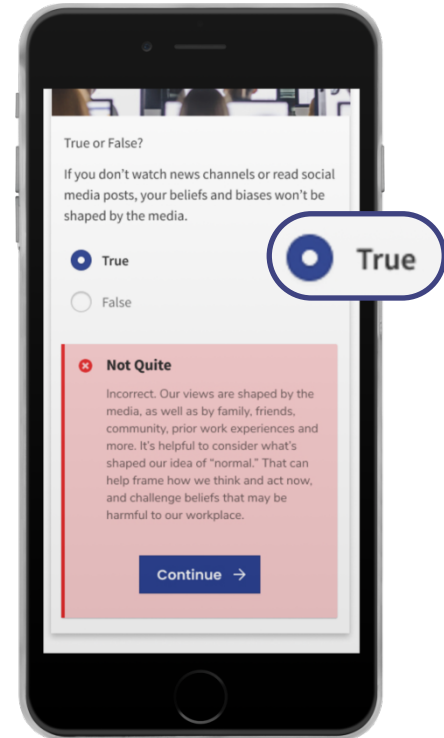 True or False?
If you don’t watch news channels or read social
media posts, your beliefs and biases won’t be
shaped by the media.
True
True
False
Not Quite
Incorrect. Our views are shaped by the
media, as well as by family, friends,
community, prior work experiences and
more. It’s helpful to consider what’s
shaped our idea of “normal.” That can
help frame how we think and act now,
and challenge beliefs that may be
harmful to our workplace.
Continue →